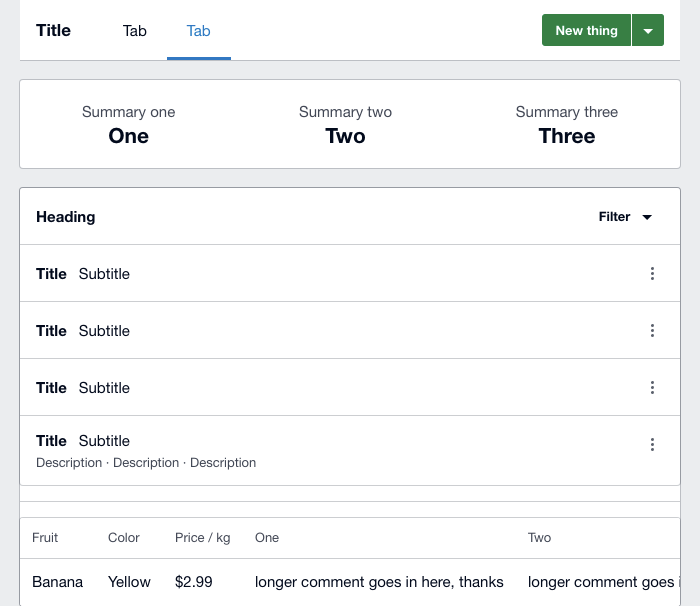 Title Tab Tab New thing
Summary one Summary two Summary three
One Two Three
Heading Filter
Title Subtitle
Title Subtitle
Title Subtitle
Title Subtitle
Description · Description · Description
Fruit Color Price / kg One Two
Banana Yellow $2.99 longer comment goes in here, thanks longer comment goes i